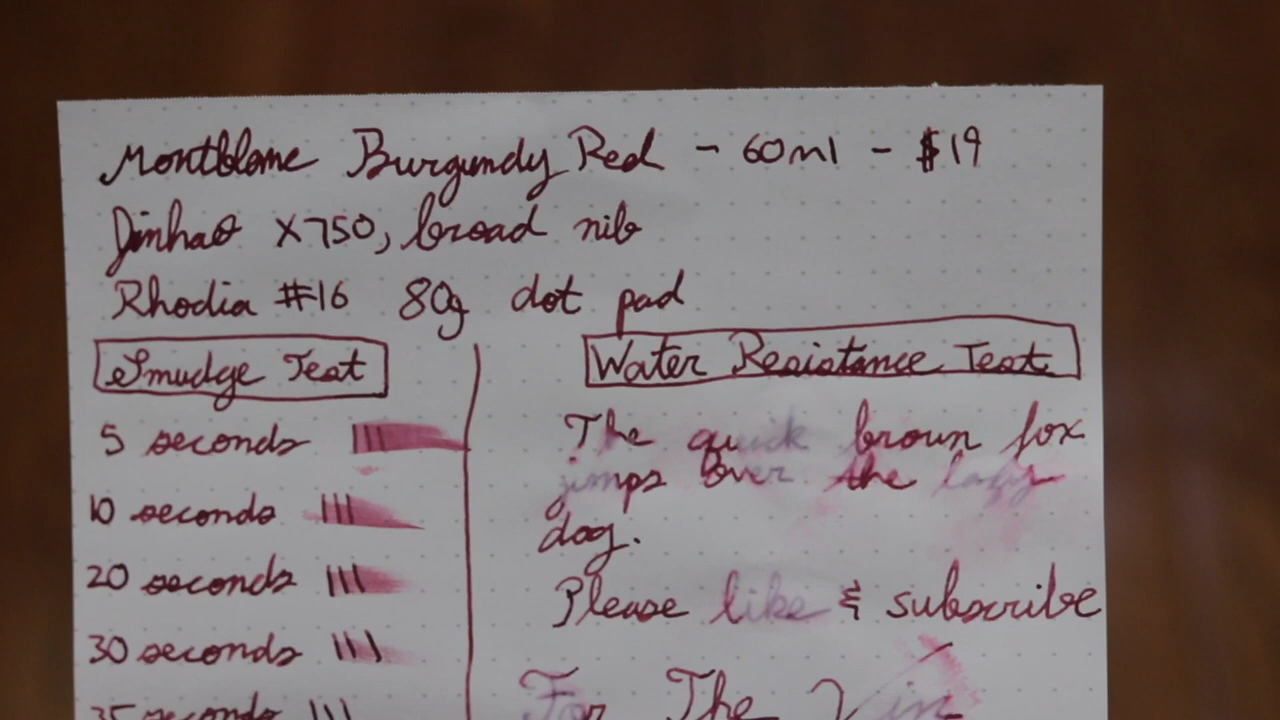 Montblanc Burgundy Red - 60ml - $19
Jinhao X750, broad nib
Rhodia #16 80g dot pad
Smudge Test
5 seconds
10 seconds
20 seconds
30 seconds
35 seconds
Water Resistance Test
The quick brown fox
jumps over the lazy
dog.
Please like & subscribe
For The